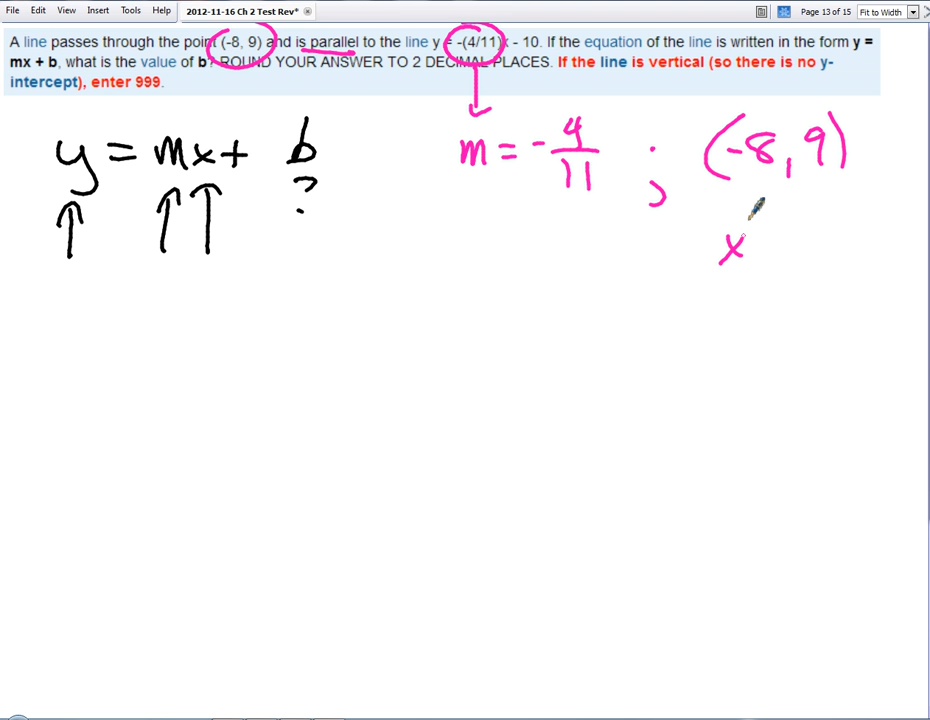 File Edit View Insert Tools Help 2012-11-16 Ch 2 Test Rev* Page 13 of 15 Fit to Width
A line passes through the point (-8, 9) and is parallel to the line y = -(4/11)x - 10. If the equation of the line is written in the form y =
mx + b, what is the value of b? ROUND YOUR ANSWER TO 2 DECIMAL PLACES. If the line is vertical (so there is no y-
intercept), enter 999.
y = mx + b m = - 4/11 ; (-8, 9)
?
x